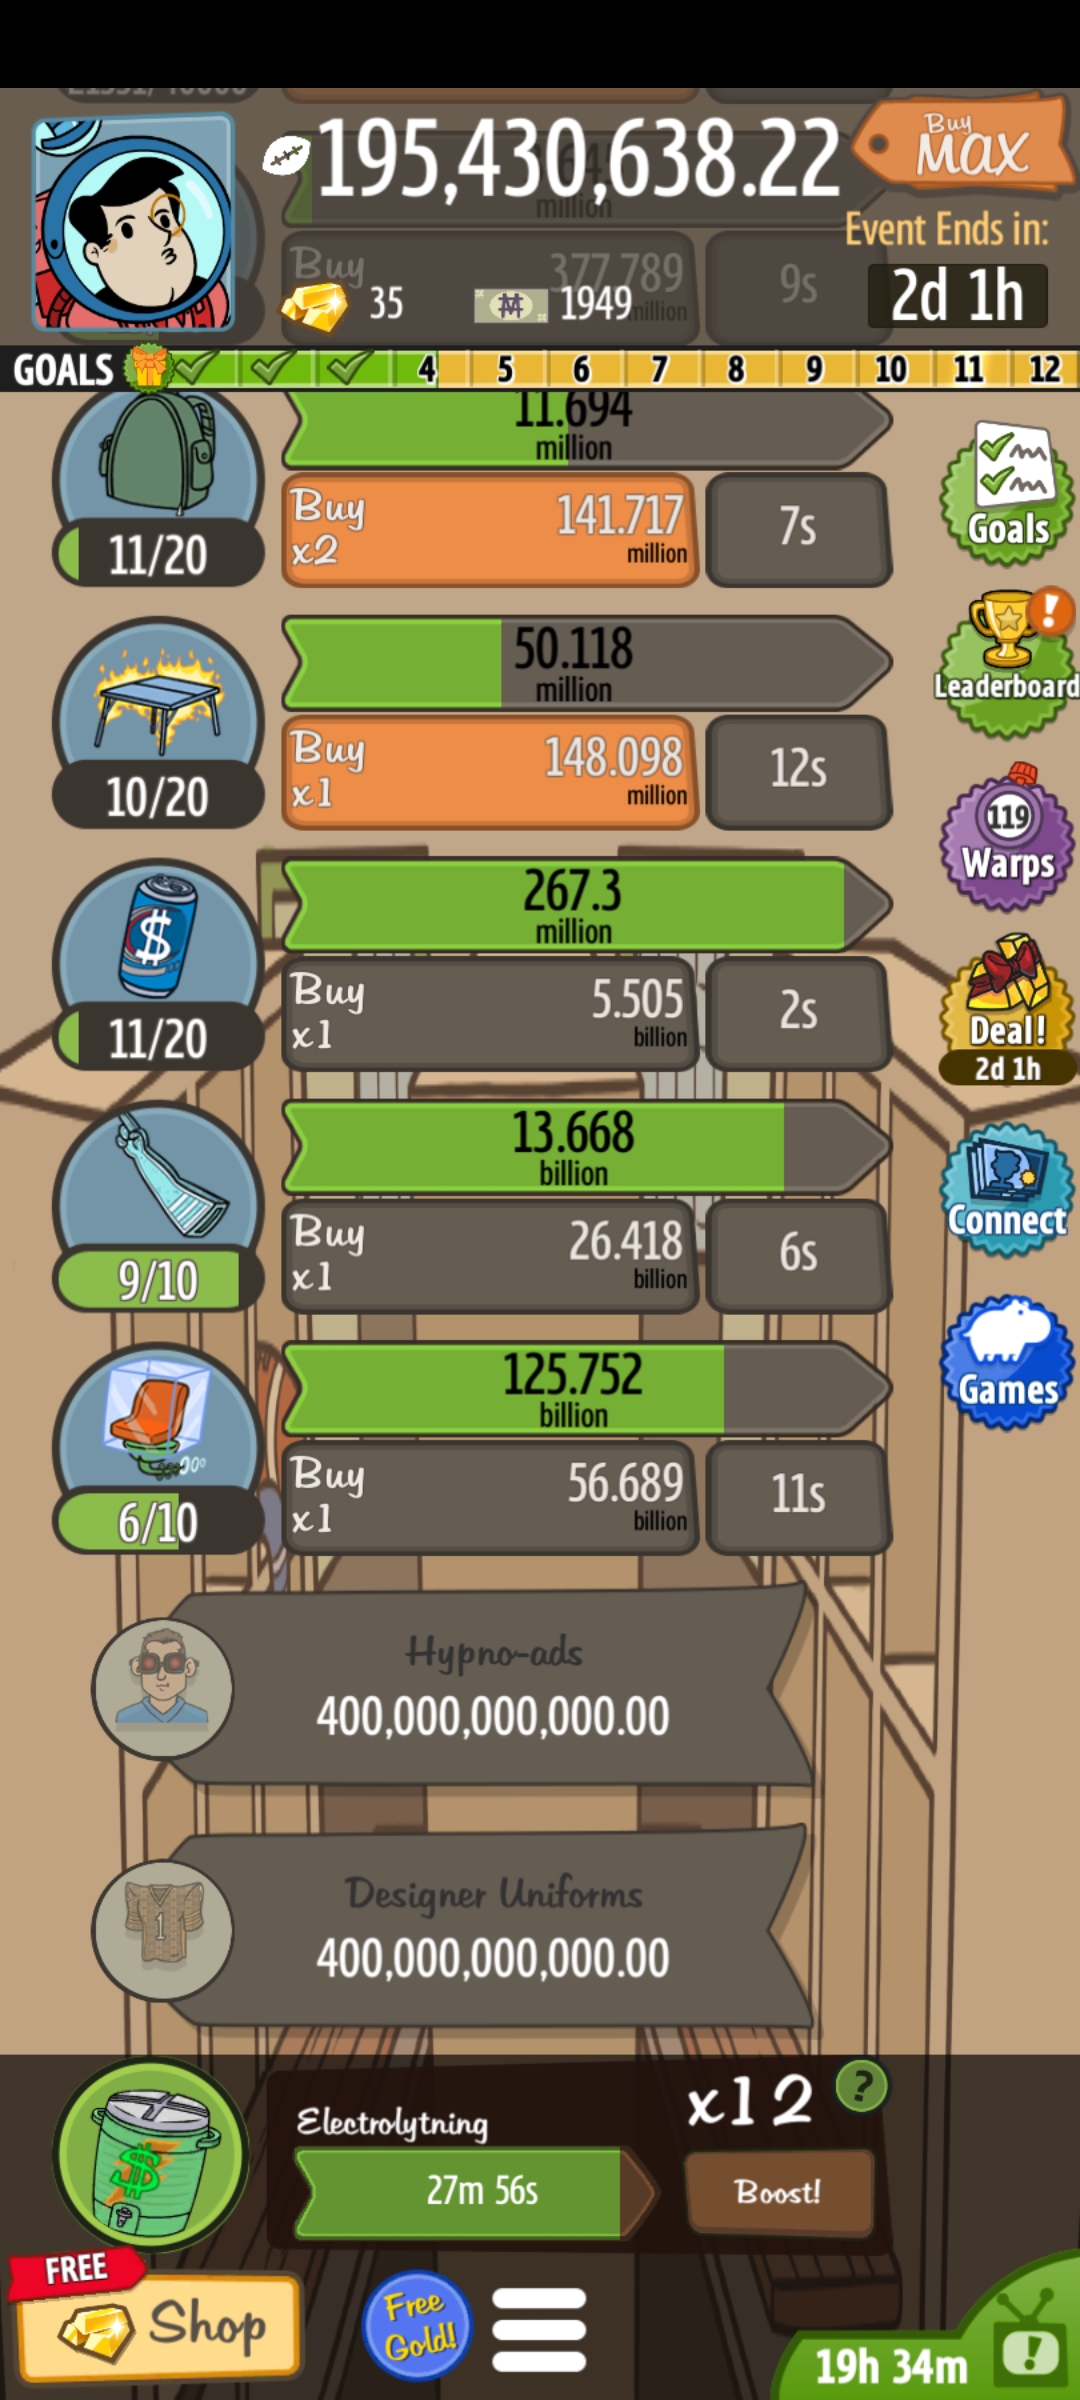 195,430,638.22
Buy
MAX
million
Event Ends in:
Buy
377.789
million
9s
35
1949
2d 1h
GOALS
4
5
6
7
8
9
10
11
12
11.694
million
Buy
x2
141.717
million
7s
11/20
Goals
50.118
million
Leaderboard
Buy
x1
148.098
million
12s
10/20
119
Warps
267.3
million
Buy
x1
5.505
billion
2s
11/20
Deal!
2d 1h
13.668
billion
Buy
x1
26.418
billion
6s
9/10
Connect
125.752
billion
Games
Buy
x1
56.689
billion
11s
6/10
Hypno-ads
400,000,000,000.00
Designer Uniforms
1
400,000,000,000.00
Electrolytning
x12
?
27m 56s
Boost!
FREE
Shop
Free
Gold!
19h 34m